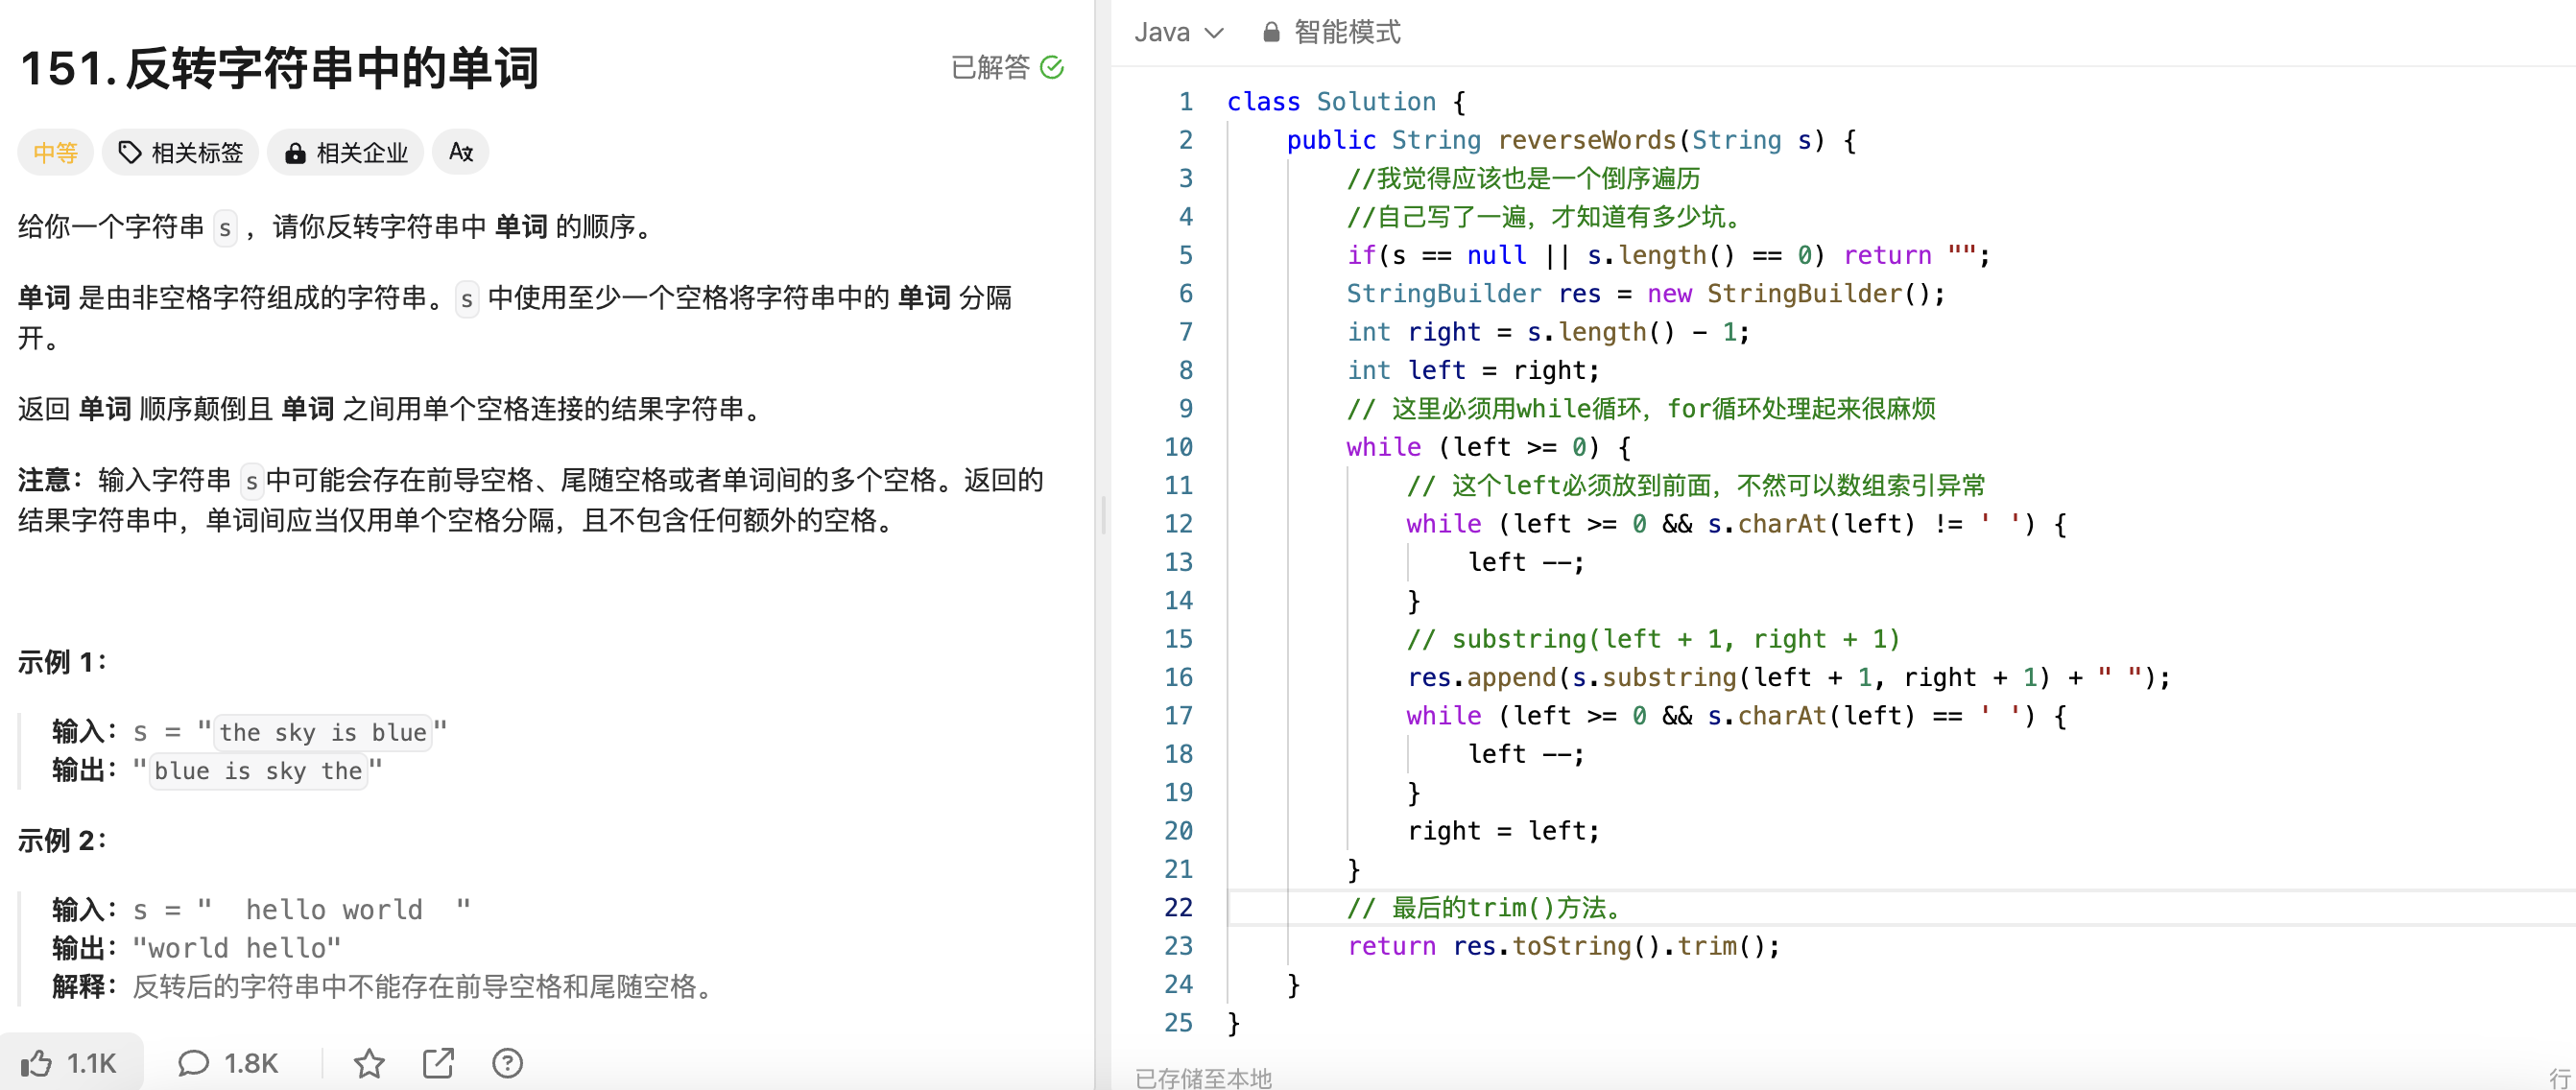 151. 反转字符串中的单词
已解答
中等 相关标签 相关企业 A文
给你一个字符串 s ，请你反转字符串中 单词 的顺序。
单词 是由非空格字符组成的字符串。s 中使用至少一个空格将字符串中的 单词 分隔
开。
返回 单词 顺序颠倒且 单词 之间用单个空格连接的结果字符串。
注意：输入字符串 s中可能会存在前导空格、尾随空格或者单词间的多个空格。返回的
结果字符串中，单词间应当仅用单个空格分隔，且不包含任何额外的空格。
示例 1：
输入：s = "the sky is blue"
输出："blue is sky the"
示例 2：
输入：s = "  hello world  "
输出："world hello"
解释：反转后的字符串中不能存在前导空格和尾随空格。
1.1K 1.8K
Java 智能模式
1 class Solution {
2     public String reverseWords(String s) {
3         //我觉得应该也是一个倒序遍历
4         //自己写了一遍，才知道有多少坑。
5         if(s == null || s.length() == 0) return "";
6         StringBuilder res = new StringBuilder();
7         int right = s.length() - 1;
8         int left = right;
9         // 这里必须用while循环，for循环处理起来很麻烦
10         while (left >= 0) {
11             // 这个left必须放到前面，不然可以数组索引异常
12             while (left >= 0 && s.charAt(left) != ' ') {
13                 left --;
14             }
15             // substring(left + 1, right + 1)
16             res.append(s.substring(left + 1, right + 1) + " ");
17             while (left >= 0 && s.charAt(left) == ' ') {
18                 left --;
19             }
20             right = left;
21         }
22         // 最后的trim()方法。
23         return res.toString().trim();
24     }
25 }
已存储至本地
行